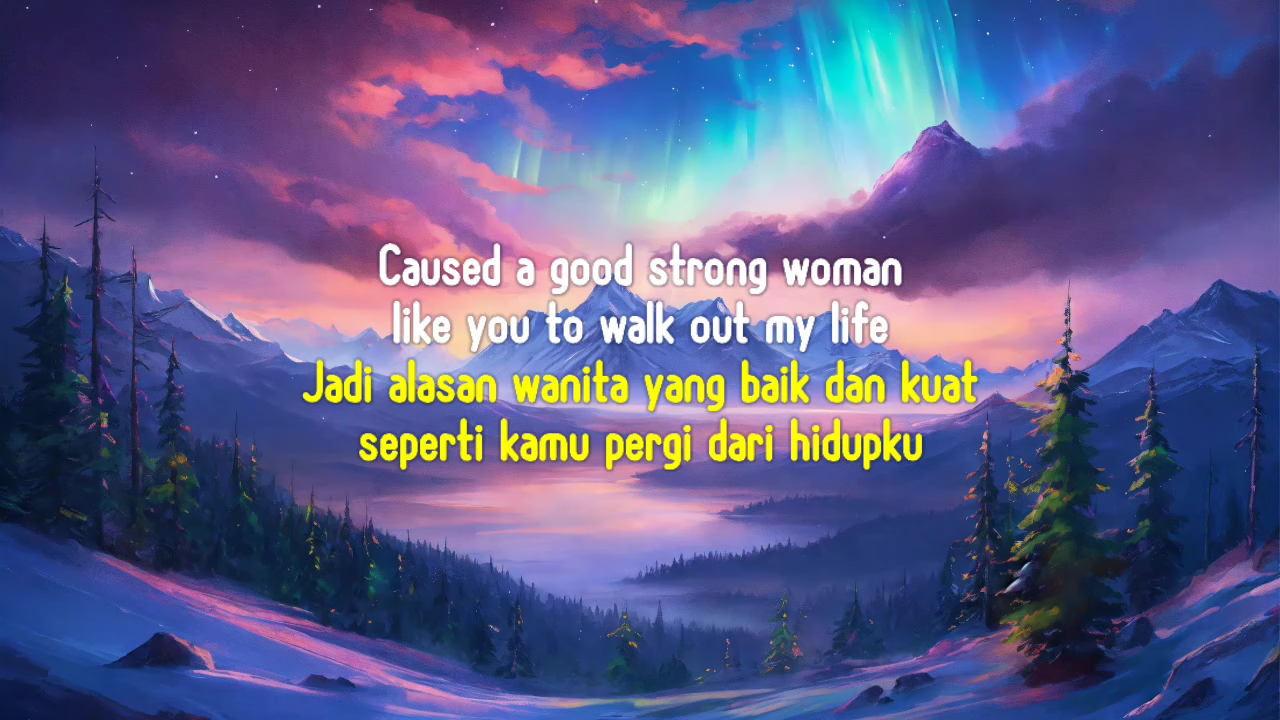 Caused a good strong woman
like you to walk out my life
Jadi alasan wanita yang baik dan kuat
seperti kamu pergi dari hidupku